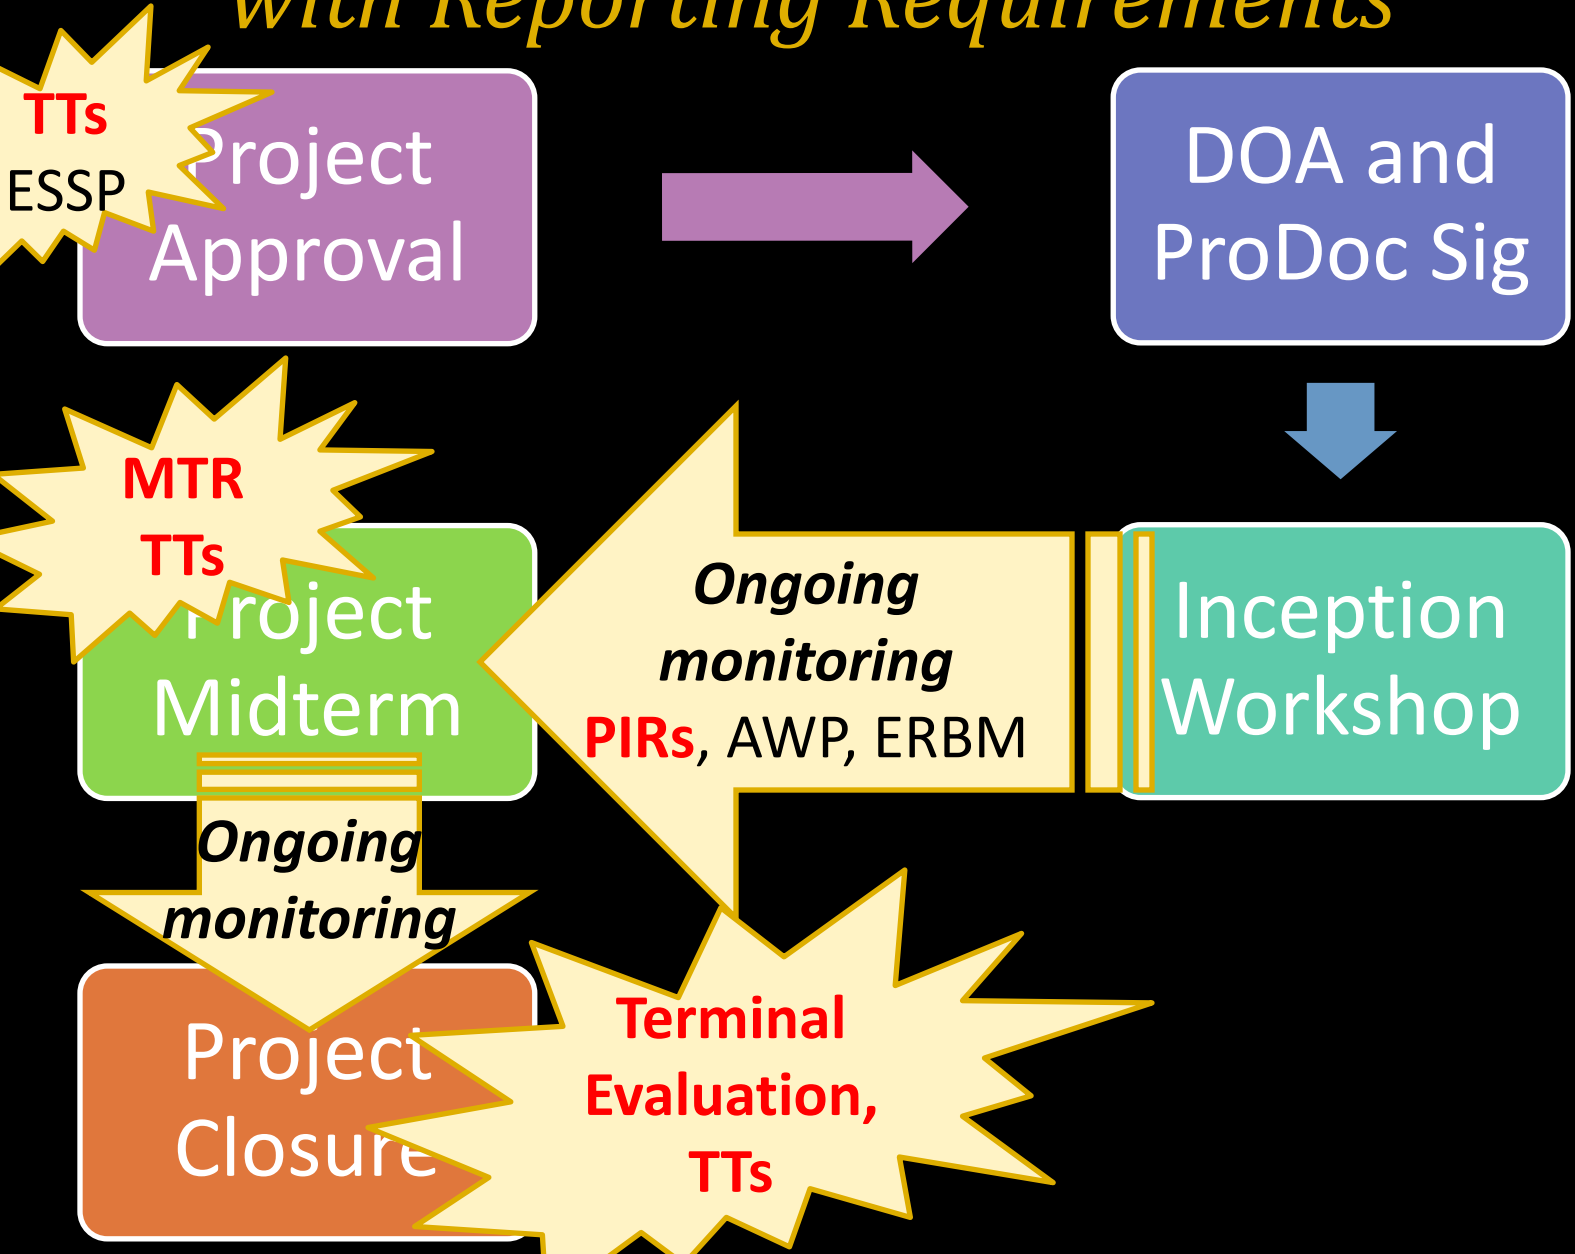 with Reporting Requirements
TTs
ESSP
Project
Approval
DOA and
ProDoc Sig
MTR
TTs
Project
Midterm
Ongoing
monitoring
PIRs, AWP, ERBM
Inception
Workshop
Ongoing
monitoring
Project
Closure
Terminal
Evaluation,
TTs